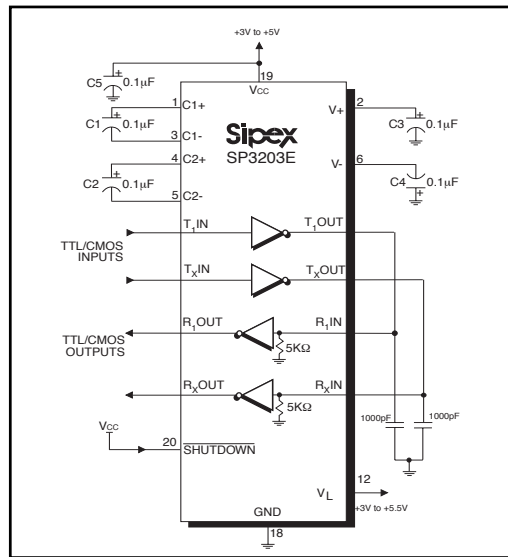 +3V to +5V
19
VCC
C5
+
0.1µF
1
C1+
C1
+
0.1µF
3
C1-
4
C2+
C2
+
0.1µF
5
C2-
Sipex
SP3203E
V+
2
C3
+
0.1µF
V-
6
C4
0.1µF
+
TTL/CMOS
INPUTS
T1IN
T1OUT
TXIN
TXOUT
TTL/CMOS
OUTPUTS
R1OUT
R1IN
5KΩ
RXOUT
RXIN
5KΩ
1000pF
1000pF
VCC
20
SHUTDOWN
VL
12
+3V to +5.5V
GND
18